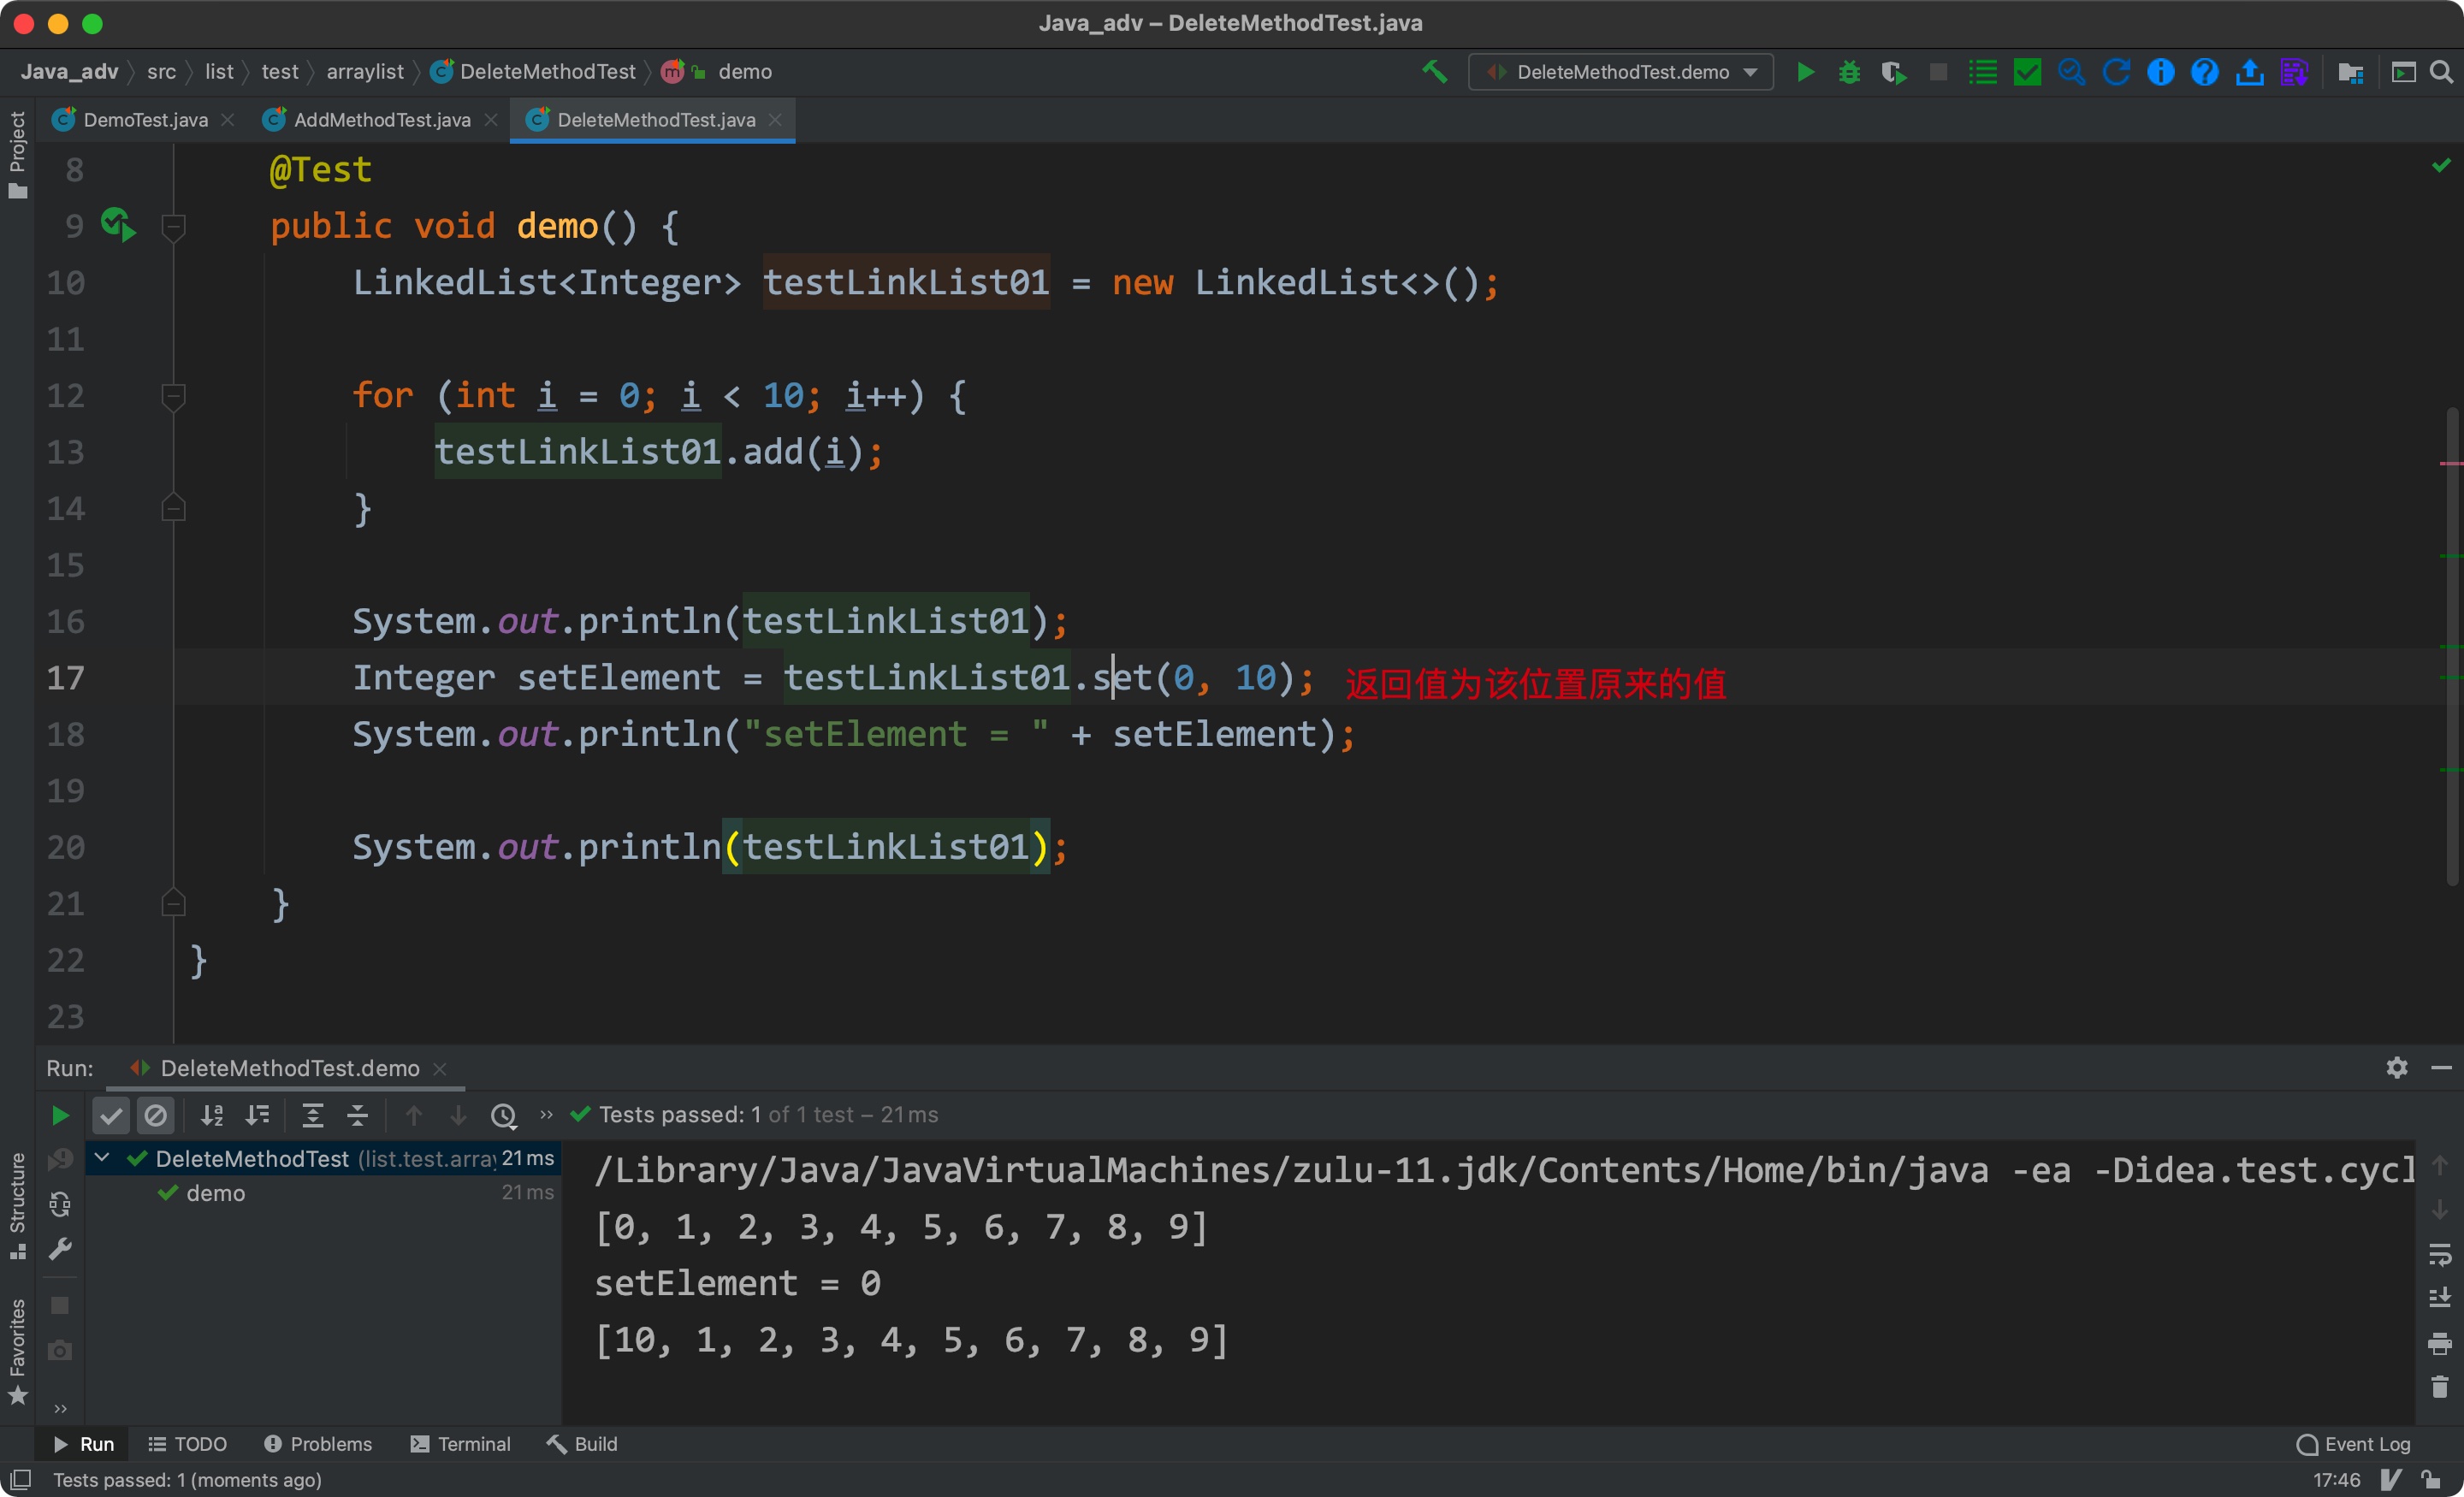 Java_adv – DeleteMethodTest.java
Java_adv src list test arraylist DeleteMethodTest demo DeleteMethodTest.demo
DemoTest.java AddMethodTest.java DeleteMethodTest.java
Project
8 @Test
9 public void demo() {
10 LinkedList<Integer> testLinkList01 = new LinkedList<>();
11
12 for (int i = 0; i < 10; i++) {
13 testLinkList01.add(i);
14 }
15
16 System.out.println(testLinkList01);
17 Integer setElement = testLinkList01.set(0, 10); 返回值为该位置原来的值
18 System.out.println("setElement = " + setElement);
19
20 System.out.println(testLinkList01);
21 }
22 }
23
Run: DeleteMethodTest.demo
Tests passed: 1 of 1 test – 21 ms
DeleteMethodTest (list.test.array 21 ms
demo 21 ms
/Library/Java/JavaVirtualMachines/zulu-11.jdk/Contents/Home/bin/java -ea -Didea.test.cycl
[0, 1, 2, 3, 4, 5, 6, 7, 8, 9]
setElement = 0
[10, 1, 2, 3, 4, 5, 6, 7, 8, 9]
Structure
Favorites
Run TODO Problems Terminal Build Event Log
Tests passed: 1 (moments ago) 17:46